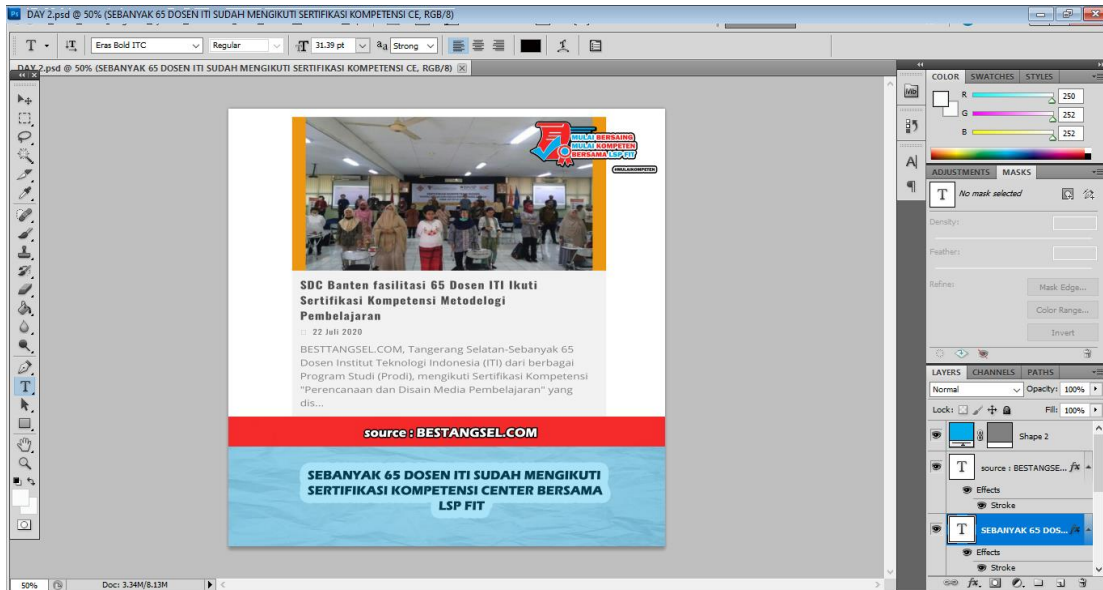 DAY 2.psd @ 50% (SEBANYAK 65 DOSEN ITI SUDAH MENGIKUTI SERTIFIKASI KOMPETENSI CE, RGB/8)
T Eras Bold ITC Regular 31.39 pt aa Strong
DAY 2.psd @ 50% (SEBANYAK 65 DOSEN ITI SUDAH MENGIKUTI SERTIFIKASI KOMPETENSI CE, RGB/8)
MULAI BERSAING
MULAI KOMPETEN
BERSAMA LSP FIT
#MULAIKOMPETEN
SDC Banten fasilitasi 65 Dosen ITI Ikuti
Sertifikasi Kompetensi Metodelogi
Pembelajaran
22 Juli 2020
BESTTANGSEL.COM, Tangerang Selatan-Sebanyak 65
Dosen Institut Teknologi Indonesia (ITI) dari berbagai
Program Studi (Prodi), mengikuti Sertifikasi Kompetensi
"Perencanaan dan Disain Media Pembelajaran" yang
dis...
source : BESTANGSEL.COM
SEBANYAK 65 DOSEN ITI SUDAH MENGIKUTI
SERTIFIKASI KOMPETENSI CENTER BERSAMA
LSP FIT
50% Doc: 3.34M/8.13M
COLOR SWATCHES STYLES
R 250
G 252
B 252
ADJUSTMENTS MASKS
T No mask selected
Density:
Feather:
Refine: Mask Edge...
Color Range...
Invert
LAYERS CHANNELS PATHS
Normal Opacity: 100%
Lock: Fill: 100%
Shape 2
T source : BESTANGSE... fx
Effects
Stroke
T SEBANYAK 65 DOS... fx
Effects
Stroke